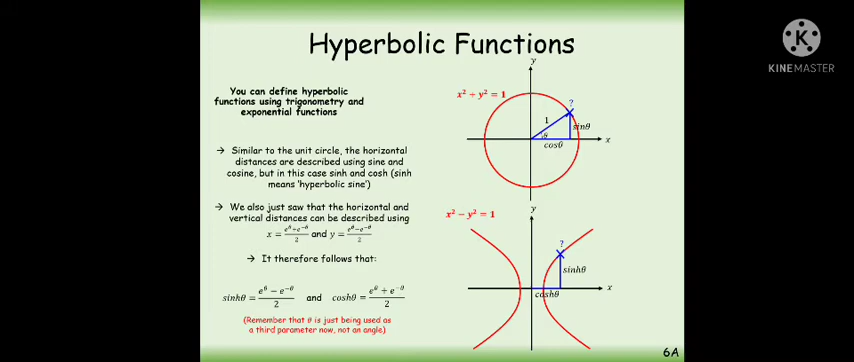 Hyperbolic Functions
KINEMASTER
You can define hyperbolic
functions using trigonometry and
exponential functions
→ Similar to the unit circle, the horizontal
distances are described using sine and
cosine, but in this case sinh and cosh (sinh
means 'hyperbolic sine')
→ We also just saw that the horizontal and
vertical distances can be described using
x = (e^θ + e^−θ)/2 and y = (e^θ − e^−θ)/2
→ It therefore follows that:
sinhθ = (e^θ − e^−θ)/2 and coshθ = (e^θ + e^−θ)/2
(Remember that θ is just being used as
a third parameter now, not an angle)
y
x² + y² = 1
?
1
sinθ
θ
cosθ
x
y
x² − y² = 1
?
sinhθ
coshθ
x
6A